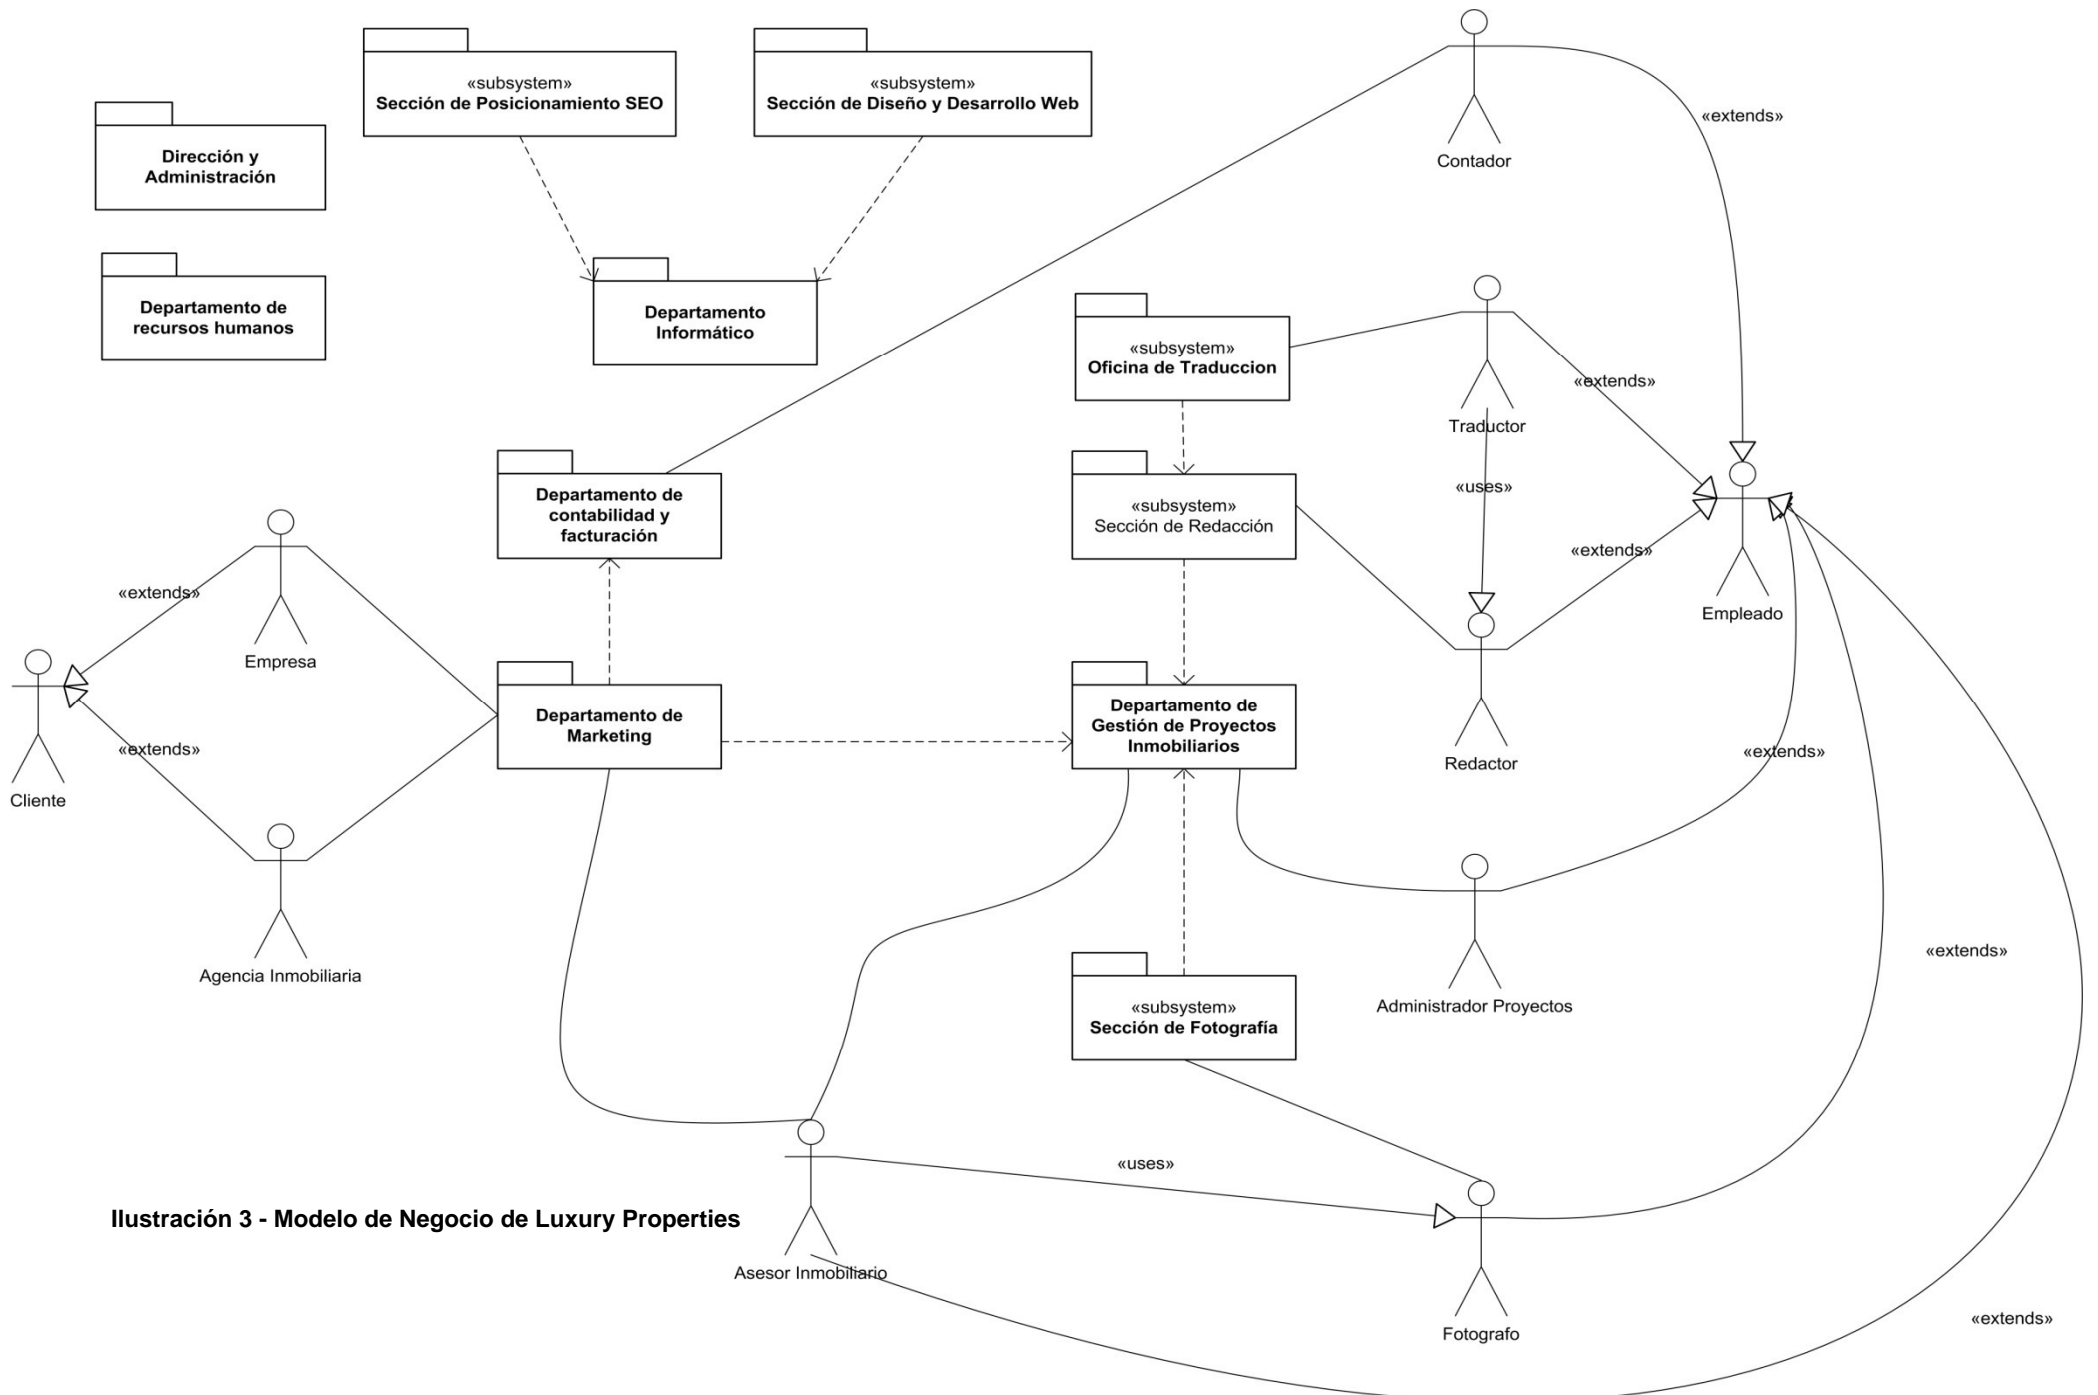 «subsystem»
Sección de Posicionamiento SEO
«subsystem»
Sección de Diseño y Desarrollo Web
Dirección y
Administración
Contador
«extends»
Departamento de
recursos humanos
Departamento
Informático
«subsystem»
Oficina de Traduccion
Traductor
«extends»
Departamento de
contabilidad y
facturación
«subsystem»
Sección de Redacción
«uses»
«extends»
Empleado
«extends»
Empresa
Departamento de
Marketing
Departamento de
Gestión de Proyectos
Inmobiliarios
Redactor
«extends»
«extends»
Cliente
Agencia Inmobiliaria
«extends»
«subsystem»
Sección de Fotografía
Administrador Proyectos
«uses»
Ilustración 3 - Modelo de Negocio de Luxury Properties
Asesor Inmobiliario
Fotografo
«extends»